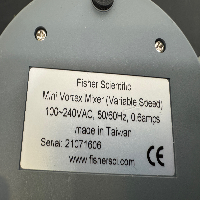 Fisher Scientific
Mini Vortex Mixer (Variable Speed)
100~240VAC, 50/60Hz, 0.6amps
made in Taiwan
Serial: 21071606
www.fishersci.com
CE